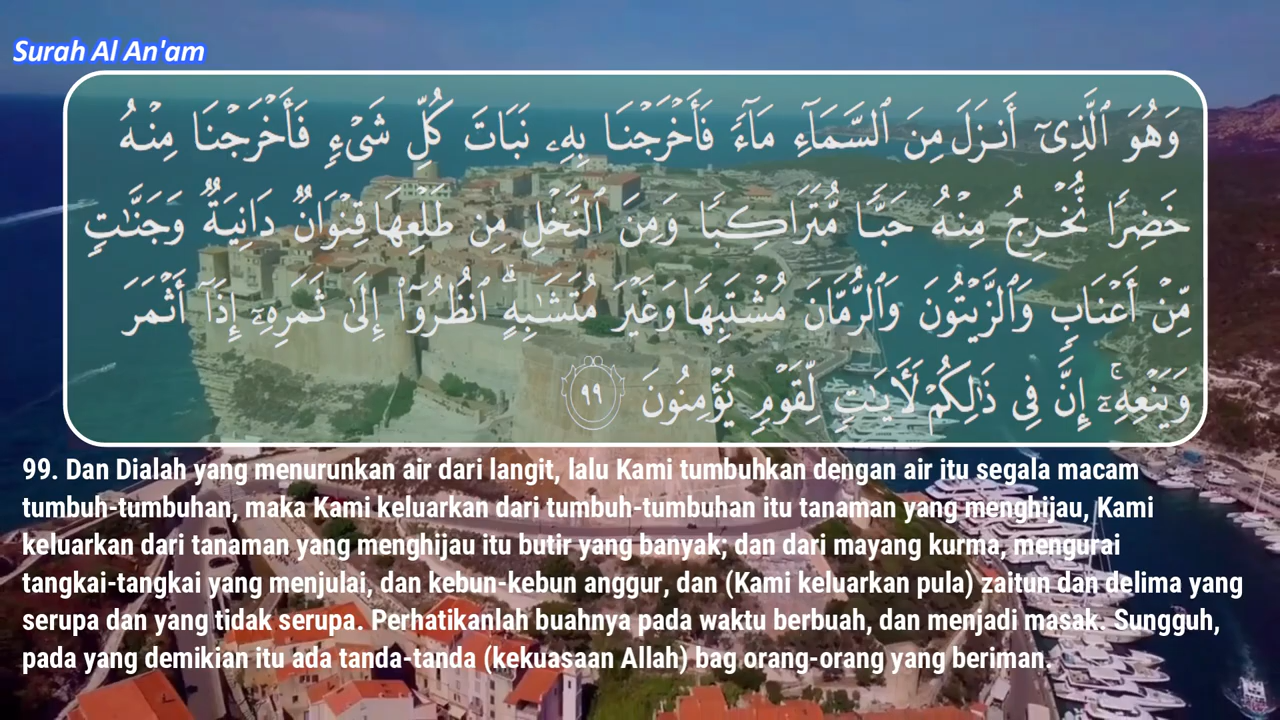 Surah Al An'am
وَهُوَ ٱلَّذِىٓ أَنزَلَ مِنَ ٱلسَّمَآءِ مَآءً فَأَخْرَجْنَا بِهِۦ نَبَاتَ كُلِّ شَىْءٍ فَأَخْرَجْنَا مِنْهُ
خَضِرًا نُّخْرِجُ مِنْهُ حَبًّا مُّتَرَاكِبًا وَمِنَ ٱلنَّخْلِ مِن طَلْعِهَا قِنْوَانٌ دَانِيَةٌ وَجَنَّـٰتٍ
مِّنْ أَعْنَابٍ وَٱلزَّيْتُونَ وَٱلرُّمَّانَ مُشْتَبِهًا وَغَيْرَ مُتَشَـٰبِهٍ ۗ ٱنظُرُوٓا۟ إِلَىٰ ثَمَرِهِۦٓ إِذَآ أَثْمَرَ
وَيَنْعِهِۦٓ ۚ إِنَّ فِى ذَٰلِكُمْ لَـَٔايَـٰتٍ لِّقَوْمٍ يُؤْمِنُونَ ٩٩
99. Dan Dialah yang menurunkan air dari langit, lalu Kami tumbuhkan dengan air itu segala macam
tumbuh-tumbuhan, maka Kami keluarkan dari tumbuh-tumbuhan itu tanaman yang menghijau, Kami
keluarkan dari tanaman yang menghijau itu butir yang banyak; dan dari mayang kurma, mengurai
tangkai-tangkai yang menjulai, dan kebun-kebun anggur, dan (Kami keluarkan pula) zaitun dan delima yang
serupa dan yang tidak serupa. Perhatikanlah buahnya pada waktu berbuah, dan menjadi masak. Sungguh,
pada yang demikian itu ada tanda-tanda (kekuasaan Allah) bag orang-orang yang beriman.